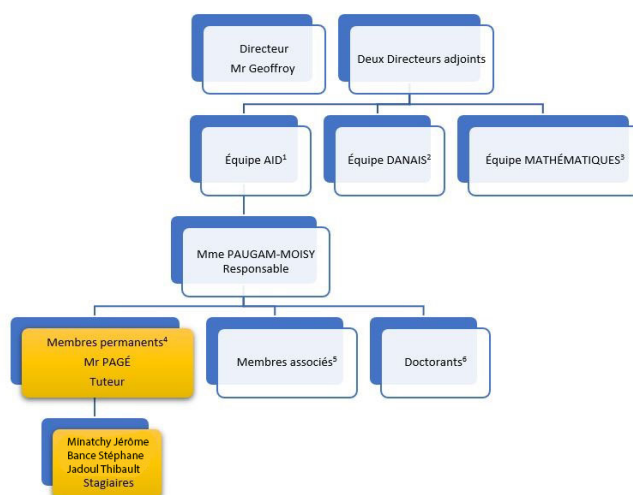 Directeur
Mr Geoffroy
Deux Directeurs adjoints
Équipe AID¹
Équipe DANAIS²
Équipe MATHÉMATIQUES³
Mme PAUGAM-MOISY
Responsable
Membres permanents⁴
Mr PAGÉ
Tuteur
Membres associés⁵
Doctorants⁶
Minatchy Jérôme
Bance Stéphane
Jadoul Thibault
Stagiaires